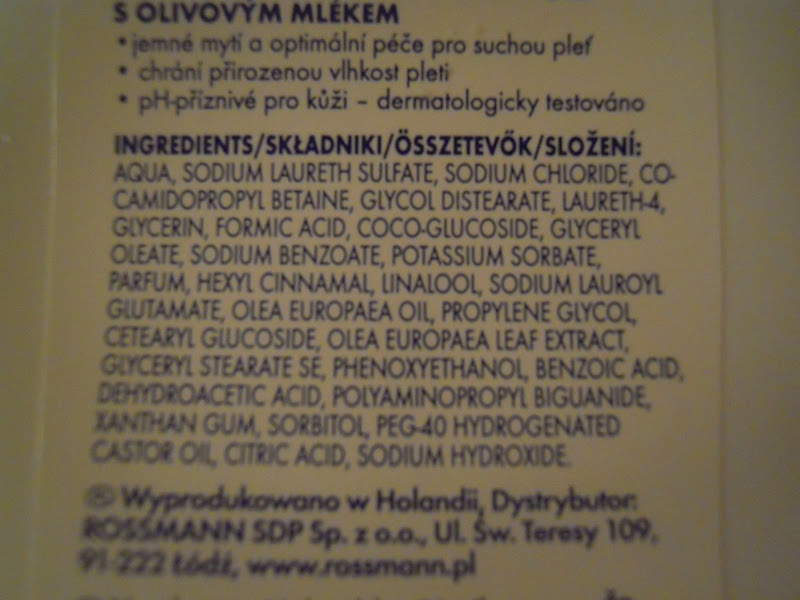 S OLIVOVÝM MLÉKEM
• jemné mytí a optimální péče pro suchou pleť
• chrání přirozenou vlhkost pleti
• pH-příznivé pro kůži – dermatologicky testováno
INGREDIENTS/SKŁADNIKI/ÖSSZETEVŐK/SLOŽENÍ:
AQUA, SODIUM LAURETH SULFATE, SODIUM CHLORIDE, CO-
CAMIDOPROPYL BETAINE, GLYCOL DISTEARATE, LAURETH-4,
GLYCERIN, FORMIC ACID, COCO-GLUCOSIDE, GLYCERYL
OLEATE, SODIUM BENZOATE, POTASSIUM SORBATE,
PARFUM, HEXYL CINNAMAL, LINALOOL, SODIUM LAUROYL
GLUTAMATE, OLEA EUROPAEA OIL, PROPYLENE GLYCOL,
CETEARYL GLUCOSIDE, OLEA EUROPAEA LEAF EXTRACT,
GLYCERYL STEARATE SE, PHENOXYETHANOL, BENZOIC ACID,
DEHYDROACETIC ACID, POLYAMINOPROPYL BIGUANIDE,
XANTHAN GUM, SORBITOL, PEG-40 HYDROGENATED
CASTOR OIL, CITRIC ACID, SODIUM HYDROXIDE.
Wyprodukowano w Holandii, Dystrybutor:
ROSSMANN SDP Sp. z o.o., Ul. Św. Teresy 109,
91-222 Łódź, www.rossmann.pl